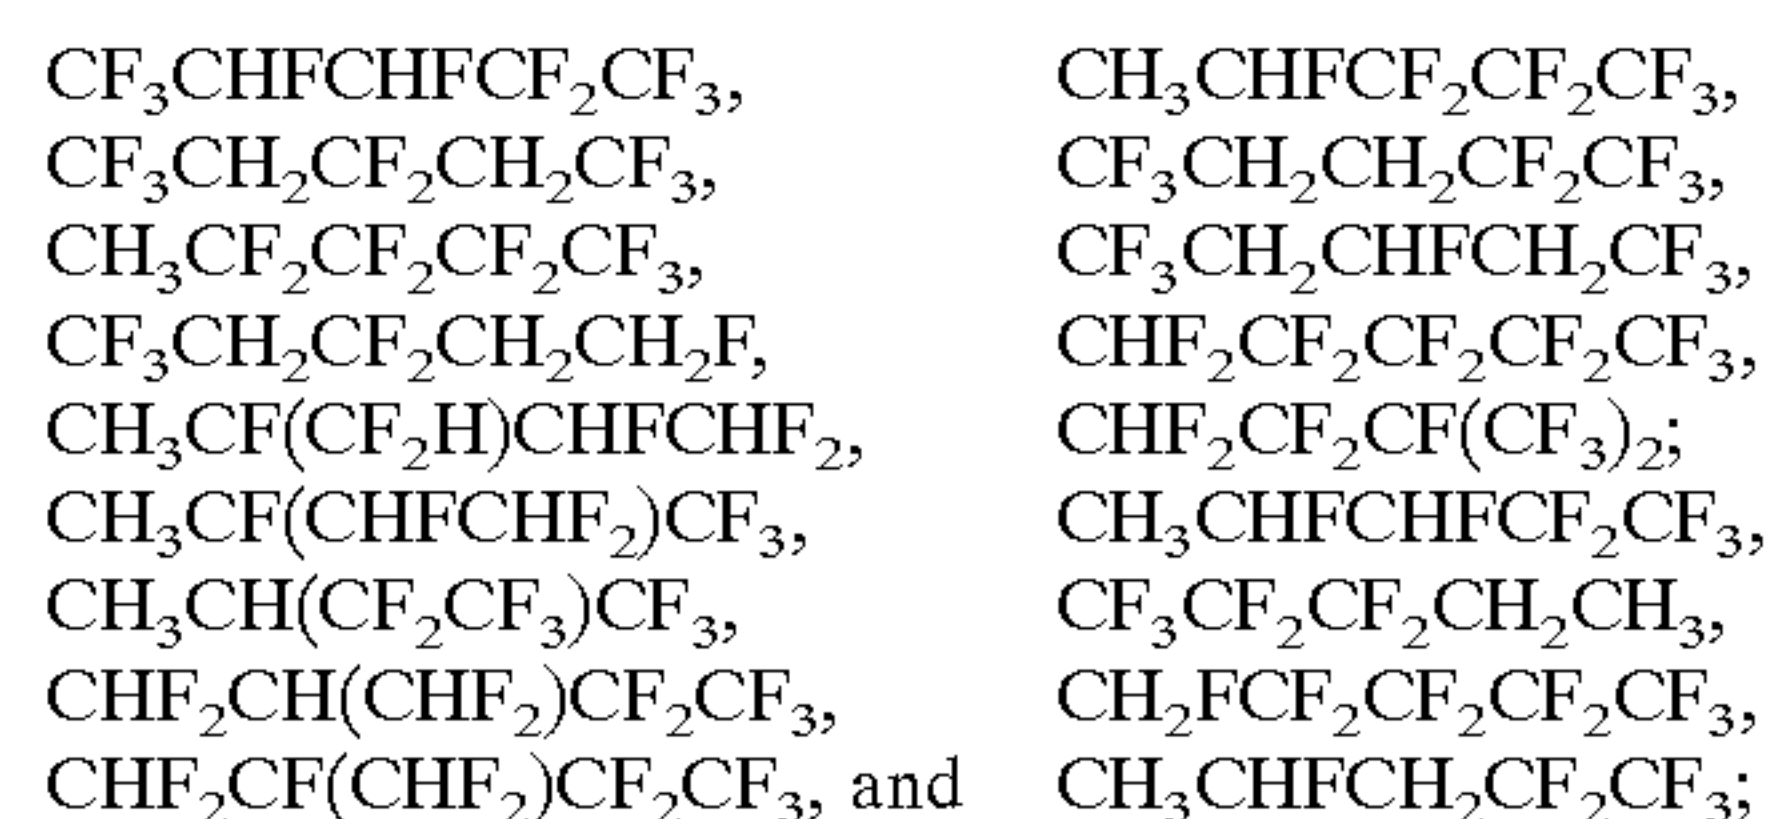 CF₃CHFCHFCF₂CF₃, CH₃CHFCF₂CF₂CF₃,
CF₃CH₂CF₂CH₂CF₃, CF₃CH₂CH₂CF₂CF₃,
CH₃CF₂CF₂CF₂CF₃, CF₃CH₂CHFCH₂CF₃,
CF₃CH₂CF₂CH₂CH₂F, CHF₂CF₂CF₂CF₂CF₃,
CH₃CF(CF₂H)CHFCHF₂, CHF₂CF₂CF(CF₃)₂;
CH₃CF(CHFCHF₂)CF₃, CH₃CHFCHFCF₂CF₃,
CH₃CH(CF₂CF₃)CF₃, CF₃CF₂CF₂CH₂CH₃,
CHF₂CH(CHF₂)CF₂CF₃, CH₂FCF₂CF₂CF₂CF₃,
CHF₂CF(CHF₂)CF₂CF₃, and CH₃CHFCH₂CF₂CF₃;